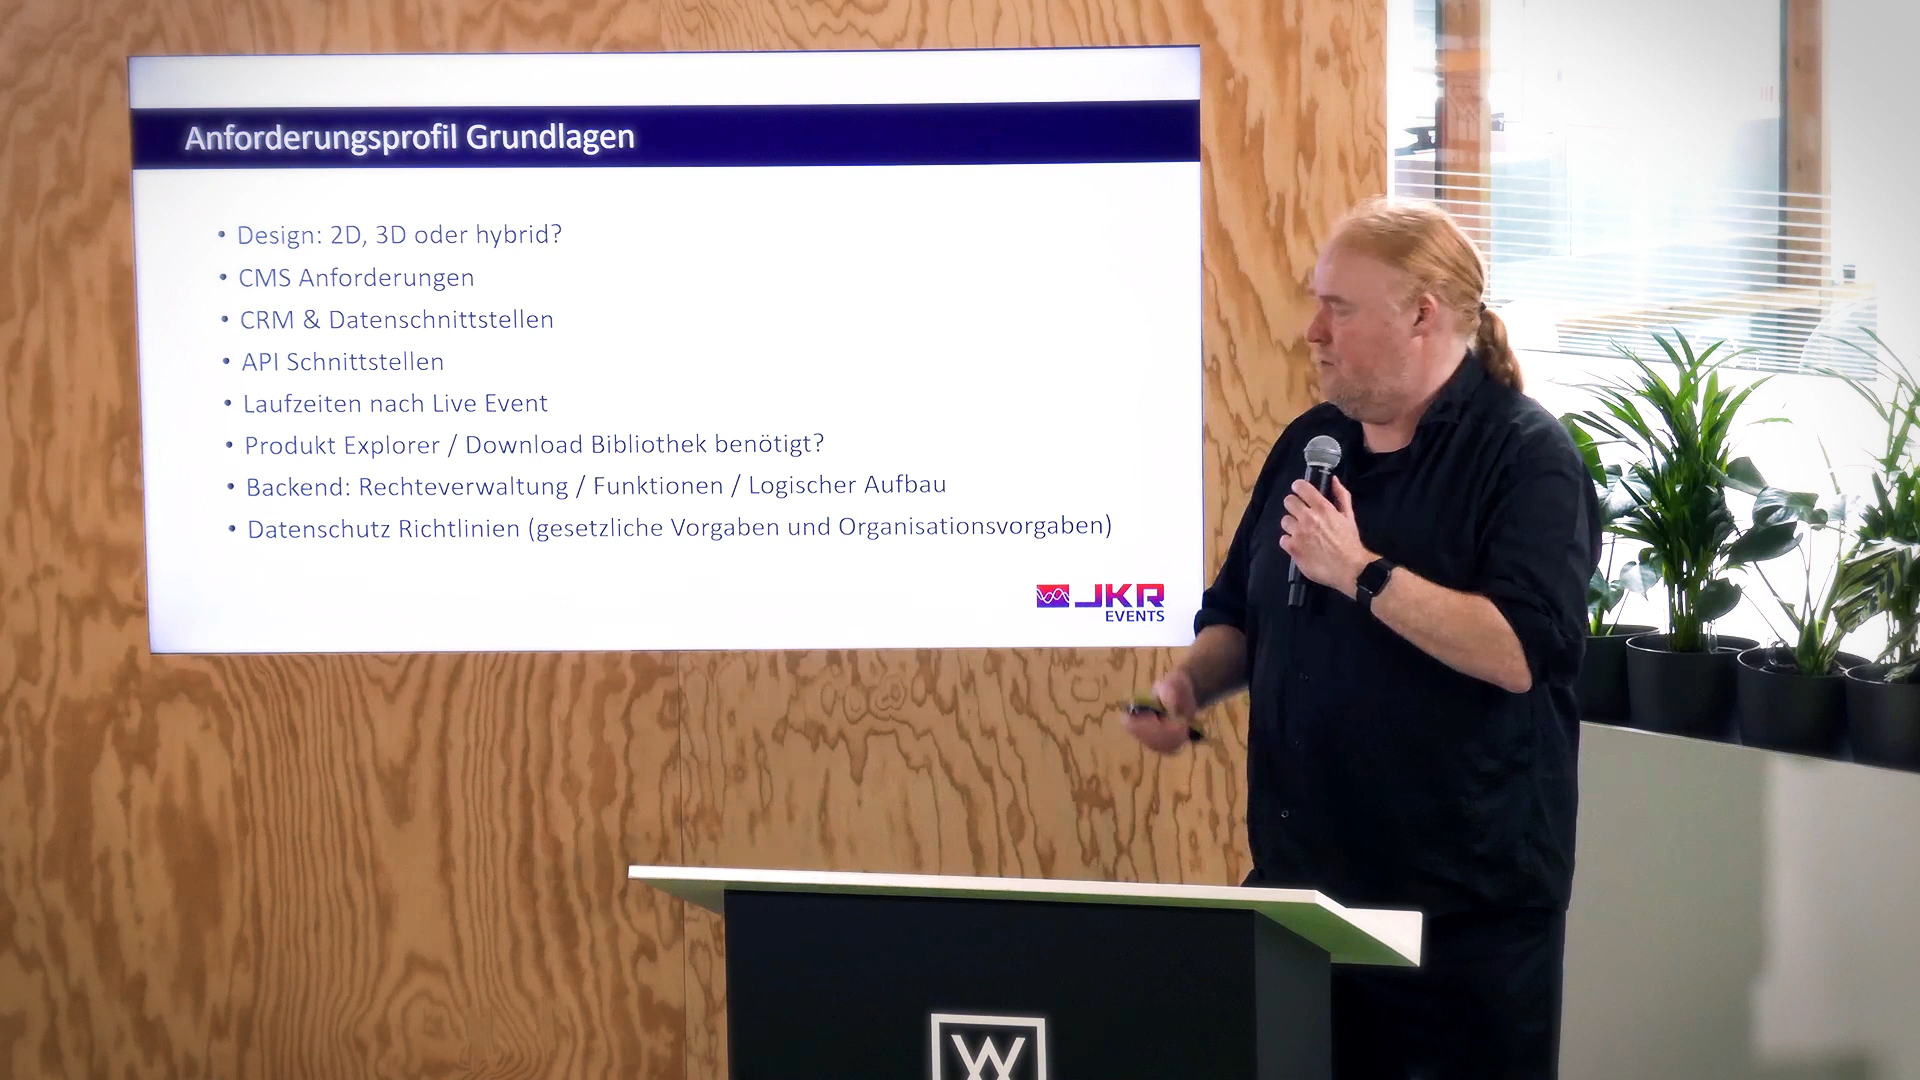 Anforderungsprofil Grundlagen
• Design: 2D, 3D oder hybrid?
• CMS Anforderungen
• CRM & Datenschnittstellen
• API Schnittstellen
• Laufzeiten nach Live Event
• Produkt Explorer / Download Bibliothek benötigt?
• Backend: Rechteverwaltung / Funktionen / Logischer Aufbau
• Datenschutz Richtlinien (gesetzliche Vorgaben und Organisationsvorgaben)
JKR
EVENTS
W